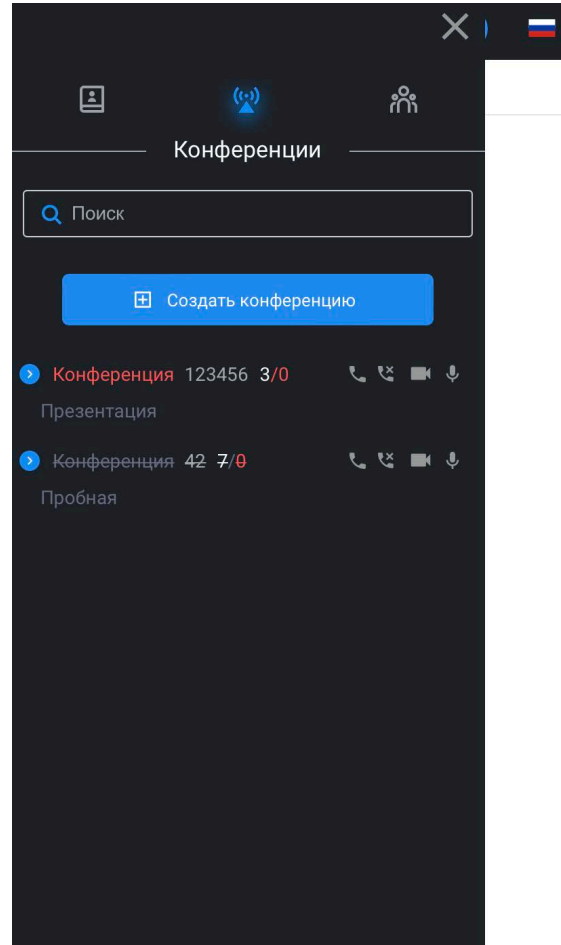 Конференции
Поиск
Создать конференцию
Конференция 123456 3/0
Презентация
Конференция 42 7/0
Пробная